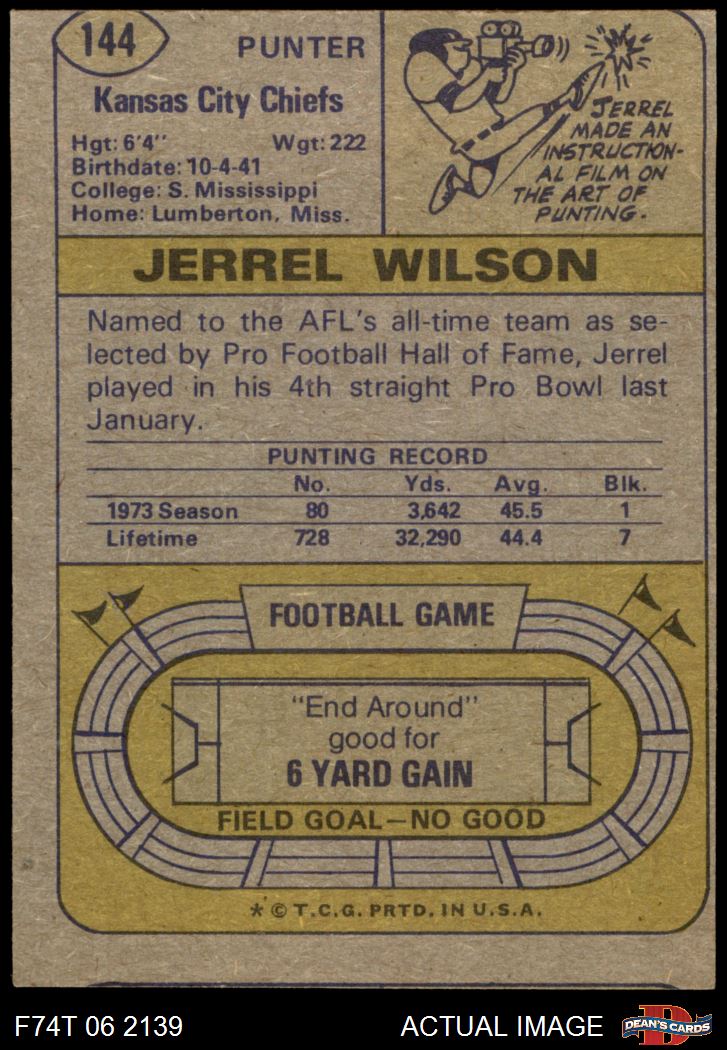 144
PUNTER
Kansas City Chiefs
Hgt: 6'4" Wgt: 222
Birthdate: 10-4-41
College: S. Mississippi
Home: Lumberton, Miss.
JERREL
MADE AN
INSTRUCTION-
AL FILM ON
THE ART OF
PUNTING.
JERREL WILSON
Named to the AFL's all-time team as se-
lected by Pro Football Hall of Fame, Jerrel
played in his 4th straight Pro Bowl last
January.
PUNTING RECORD
No. Yds. Avg. Blk.
1973 Season 80 3,642 45.5 1
Lifetime 728 32,290 44.4 7
FOOTBALL GAME
"End Around"
good for
6 YARD GAIN
FIELD GOAL—NO GOOD
* © T.C.G. PRTD. IN U.S.A.
F74T 06 2139 ACTUAL IMAGE
D
DEAN'S CARDS